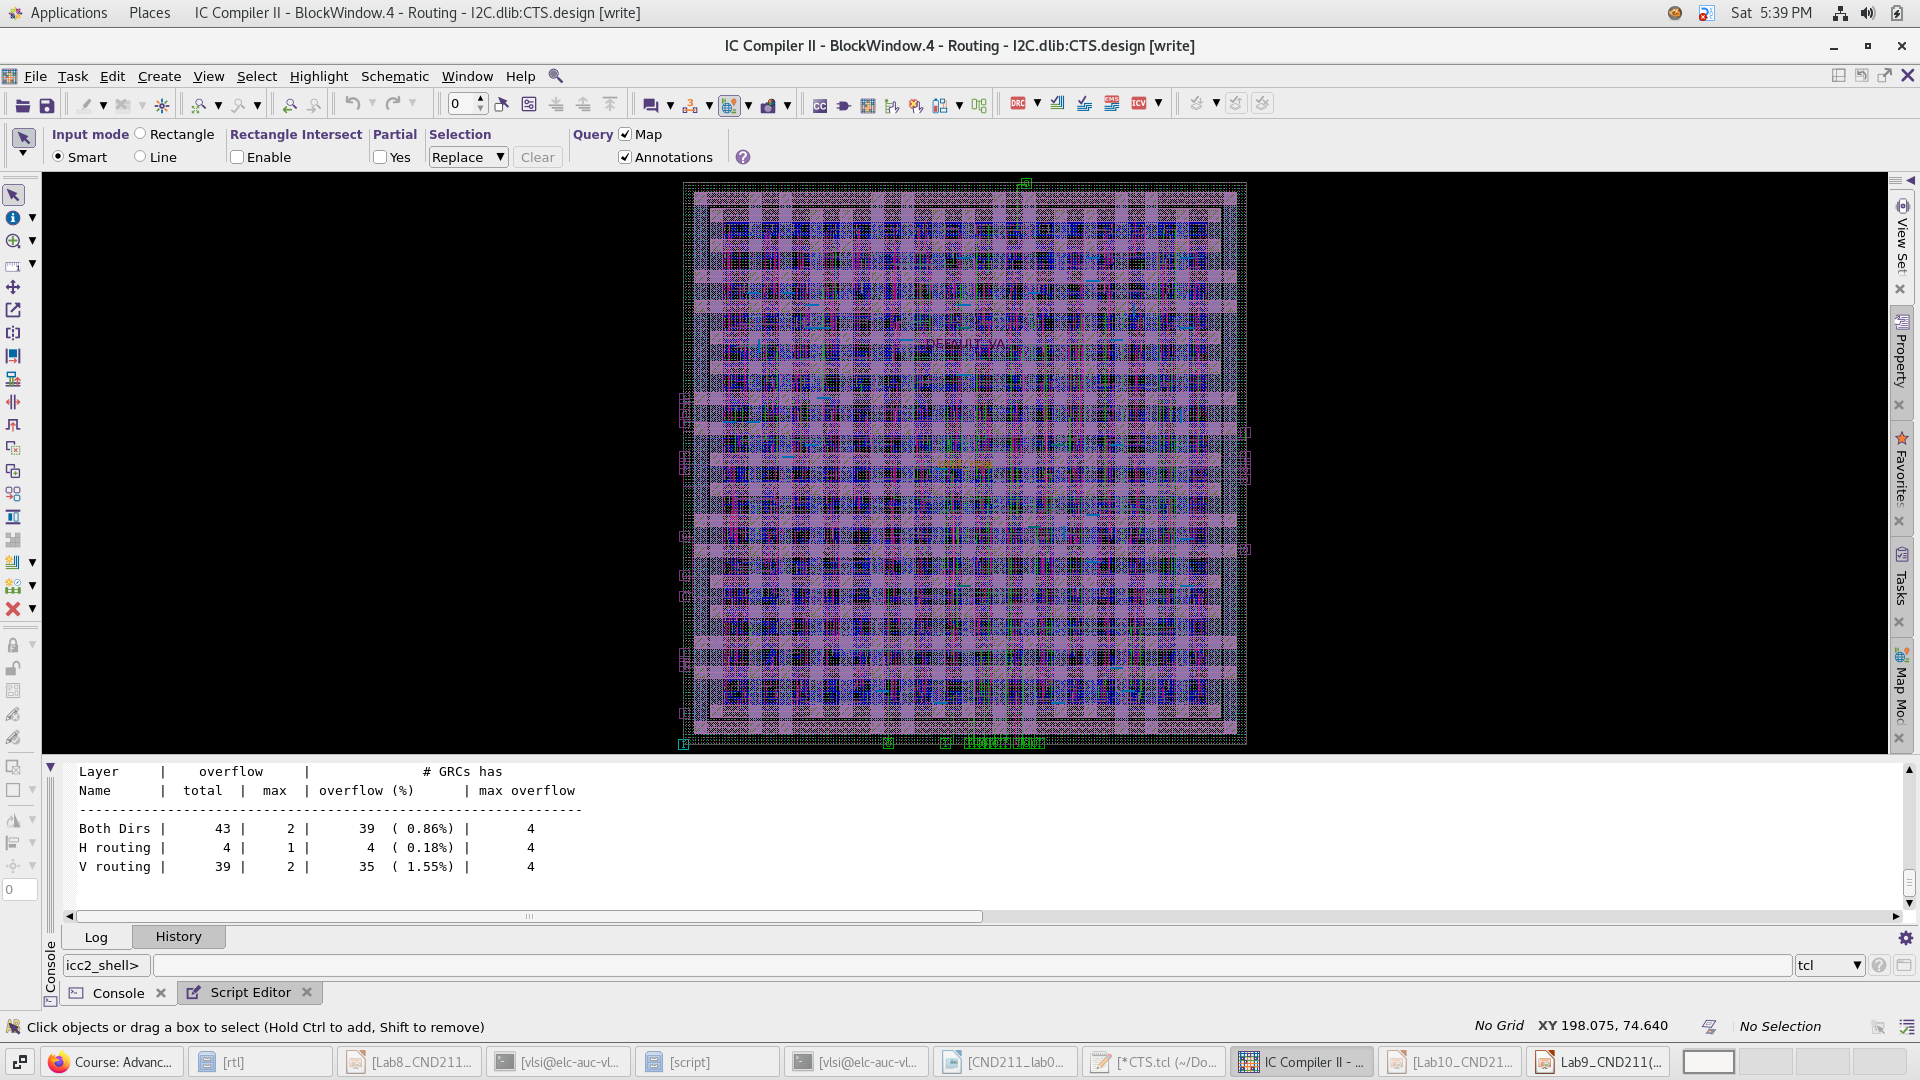 Applications Places IC Compiler II - BlockWindow.4 - Routing - I2C.dlib:CTS.design [write] Sat 5:39 PM
IC Compiler II - BlockWindow.4 - Routing - I2C.dlib:CTS.design [write]
File Task Edit Create View Select Highlight Schematic Window Help
0 3 CC DRC EMS ICV
Input mode Rectangle Rectangle Intersect Partial Selection Query Map
Smart Line Enable Yes Replace Clear Annotations
View Set
Property
Favorites
Tasks
Map Mod
DEFAULT_VA
Layer | overflow | # GRCs has
Name | total | max | overflow (%) | max overflow
---------------------------------------------------------------
Both Dirs | 43 | 2 | 39 ( 0.86%) | 4
H routing | 4 | 1 | 4 ( 0.18%) | 4
V routing | 39 | 2 | 35 ( 1.55%) | 4
0
Log History
Console
icc2_shell> tcl
Console Script Editor
Click objects or drag a box to select (Hold Ctrl to add, Shift to remove) No Grid XY 198.075, 74.640 No Selection
Course: Advanc... [rtl] [Lab8_CND211... [vlsi@elc-auc-vl... [script] [vlsi@elc-auc-vl... [CND211_lab0... [*CTS.tcl (~/Do... IC Compiler II - ... [Lab10_CND21... Lab9_CND211(...